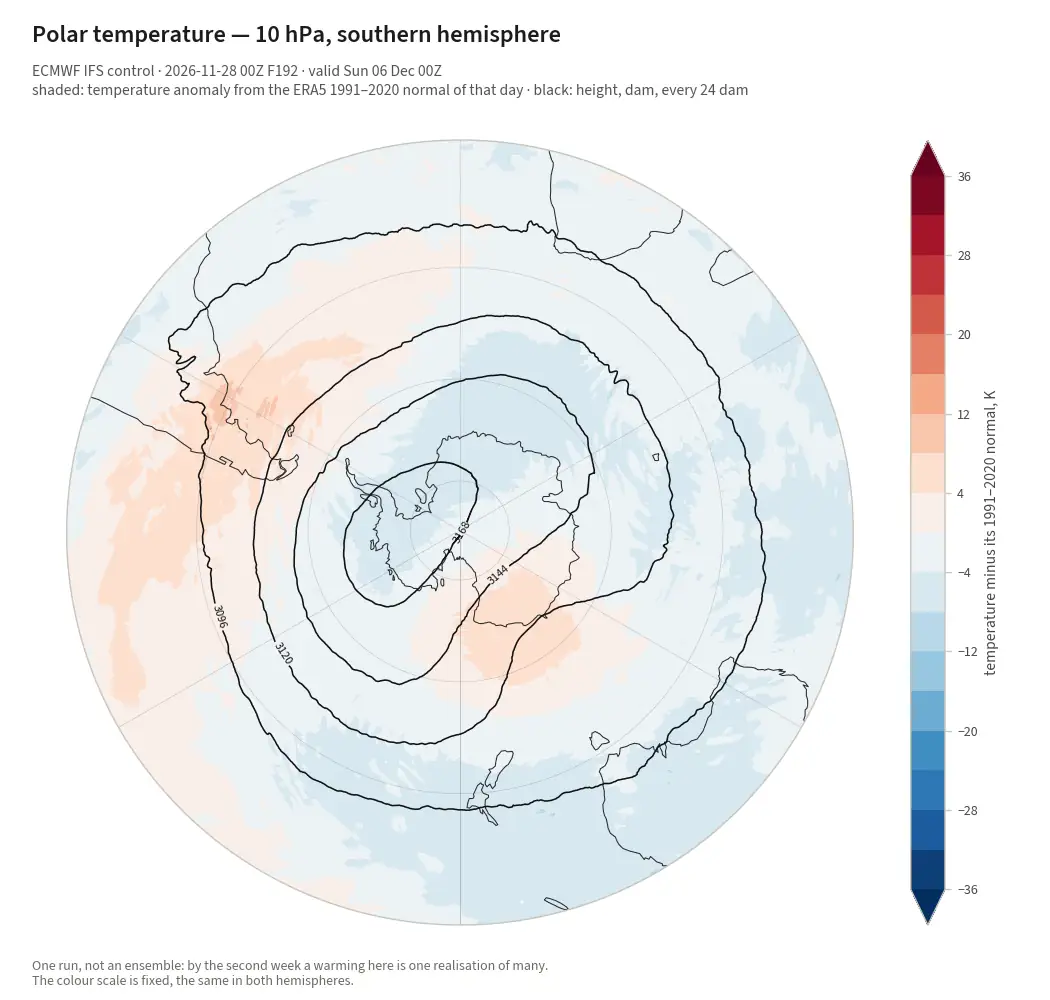 Polar temperature — 10 hPa, southern hemisphere
ECMWF IFS control · 2026-11-28 00Z F192 · valid Sun 06 Dec 00Z
shaded: temperature anomaly from the ERA5 1991–2020 normal of that day · black: height, dam, every 24 dam
36
28
20
12
4
−4
−12
−20
−28
−36
temperature minus its 1991–2020 normal, K
3168
3144
3096
3120
One run, not an ensemble: by the second week a warming here is one realisation of many.
The colour scale is fixed, the same in both hemispheres.